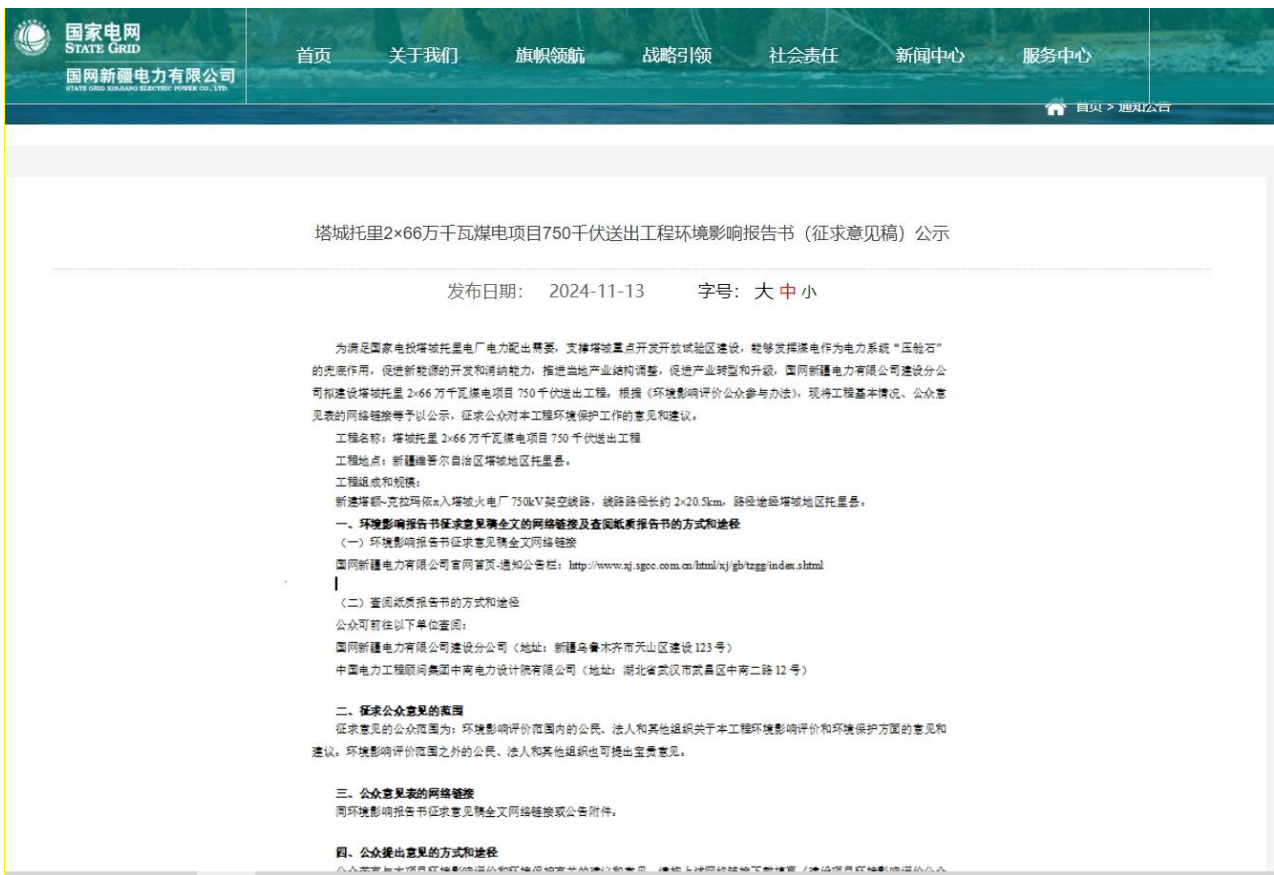 国家电网
STATE GRID
国网新疆电力有限公司
STATE GRID XINJIANG ELECTRIC POWER CO., LTD.
首页 关于我们 旗帜领航 战略引领 社会责任 新闻中心 服务中心
首页 > 通知公告
塔城托里2×66万千瓦煤电项目750千伏送出工程环境影响报告书（征求意见稿）公示
发布日期： 2024-11-13 字号： 大 中 小
为满足国家电投塔城托里电厂电力配出需要，支撑塔城重点开发开放试验区建设，能够发挥煤电作为电力系统“压舱石”
的兜底作用，促进新能源的开发和消纳能力，推进当地产业结构调整，促进产业转型和升级，国网新疆电力有限公司建设分公
司拟建设塔城托里 2×66 万千瓦煤电项目 750 千伏送出工程。根据《环境影响评价公众参与办法》，现将工程基本情况、公众意
见表的网络链接等予以公示，征求公众对本工程环境保护工作的意见和建议。
工程名称：塔城托里 2×66 万千瓦煤电项目 750 千伏送出工程
工程地点：新疆维吾尔自治区塔城地区托里县。
工程组成和规模：
新建塔额~克拉玛依π入塔城火电厂 750kV 架空线路，线路路径长约 2×20.5km，路径途经塔城地区托里县。
一、环境影响报告书征求意见稿全文的网络链接及查阅纸质报告书的方式和途径
（一）环境影响报告书征求意见稿全文网络链接
国网新疆电力有限公司官网首页-通知公告栏：http://www.xj.sgcc.com.cn/html/xj/gb/tzgg/index.shtml
（二）查阅纸质报告书的方式和途径
公众可前往以下单位查阅：
国网新疆电力有限公司建设分公司（地址：新疆乌鲁木齐市天山区建设 123 号）
中国电力工程顾问集团中南电力设计院有限公司（地址：湖北省武汉市武昌区中南二路 12 号）
二、征求公众意见的范围
征求意见的公众范围为：环境影响评价范围内的公民、法人和其他组织关于本工程环境影响评价和环境保护方面的意见和
建议。环境影响评价范围之外的公民、法人和其他组织也可提出宝贵意见。
三、公众意见表的网络链接
同环境影响报告书征求意见稿全文网络链接或公告附件。
四、公众提出意见的方式和途径